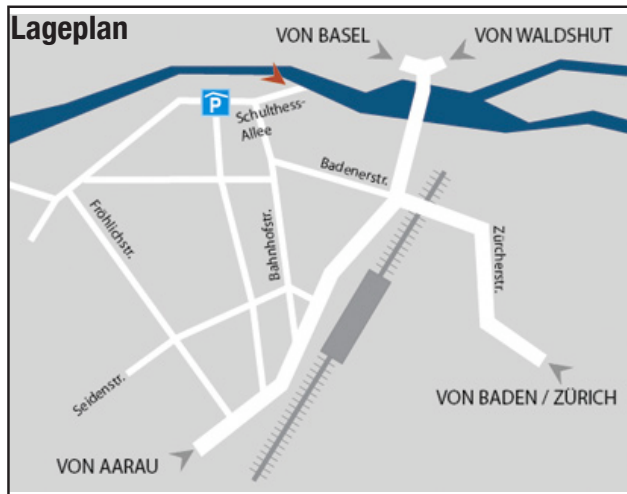 Lageplan
VON BASEL
VON WALDSHUT
P
Schulthess-
Allee
Badenerstr.
Fröhlichstr.
Bahnhofstr.
Zürcherstr.
Seidenstr.
VON BADEN / ZÜRICH
VON AARAU